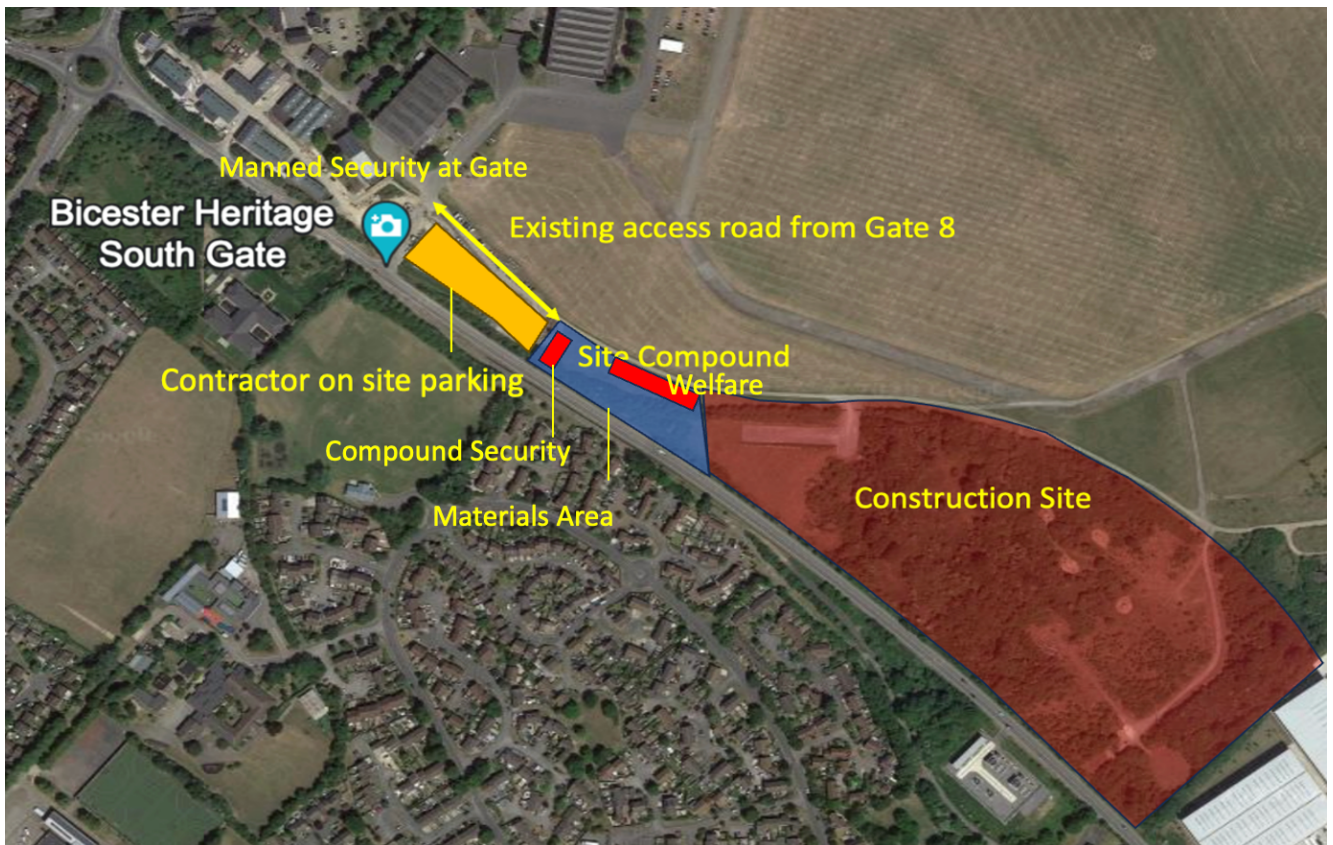 Manned Security at Gate
Bicester Heritage
South Gate
Existing access road from Gate 8
Site Compound
Welfare
Contractor on site parking
Compound Security
Materials Area
Construction Site